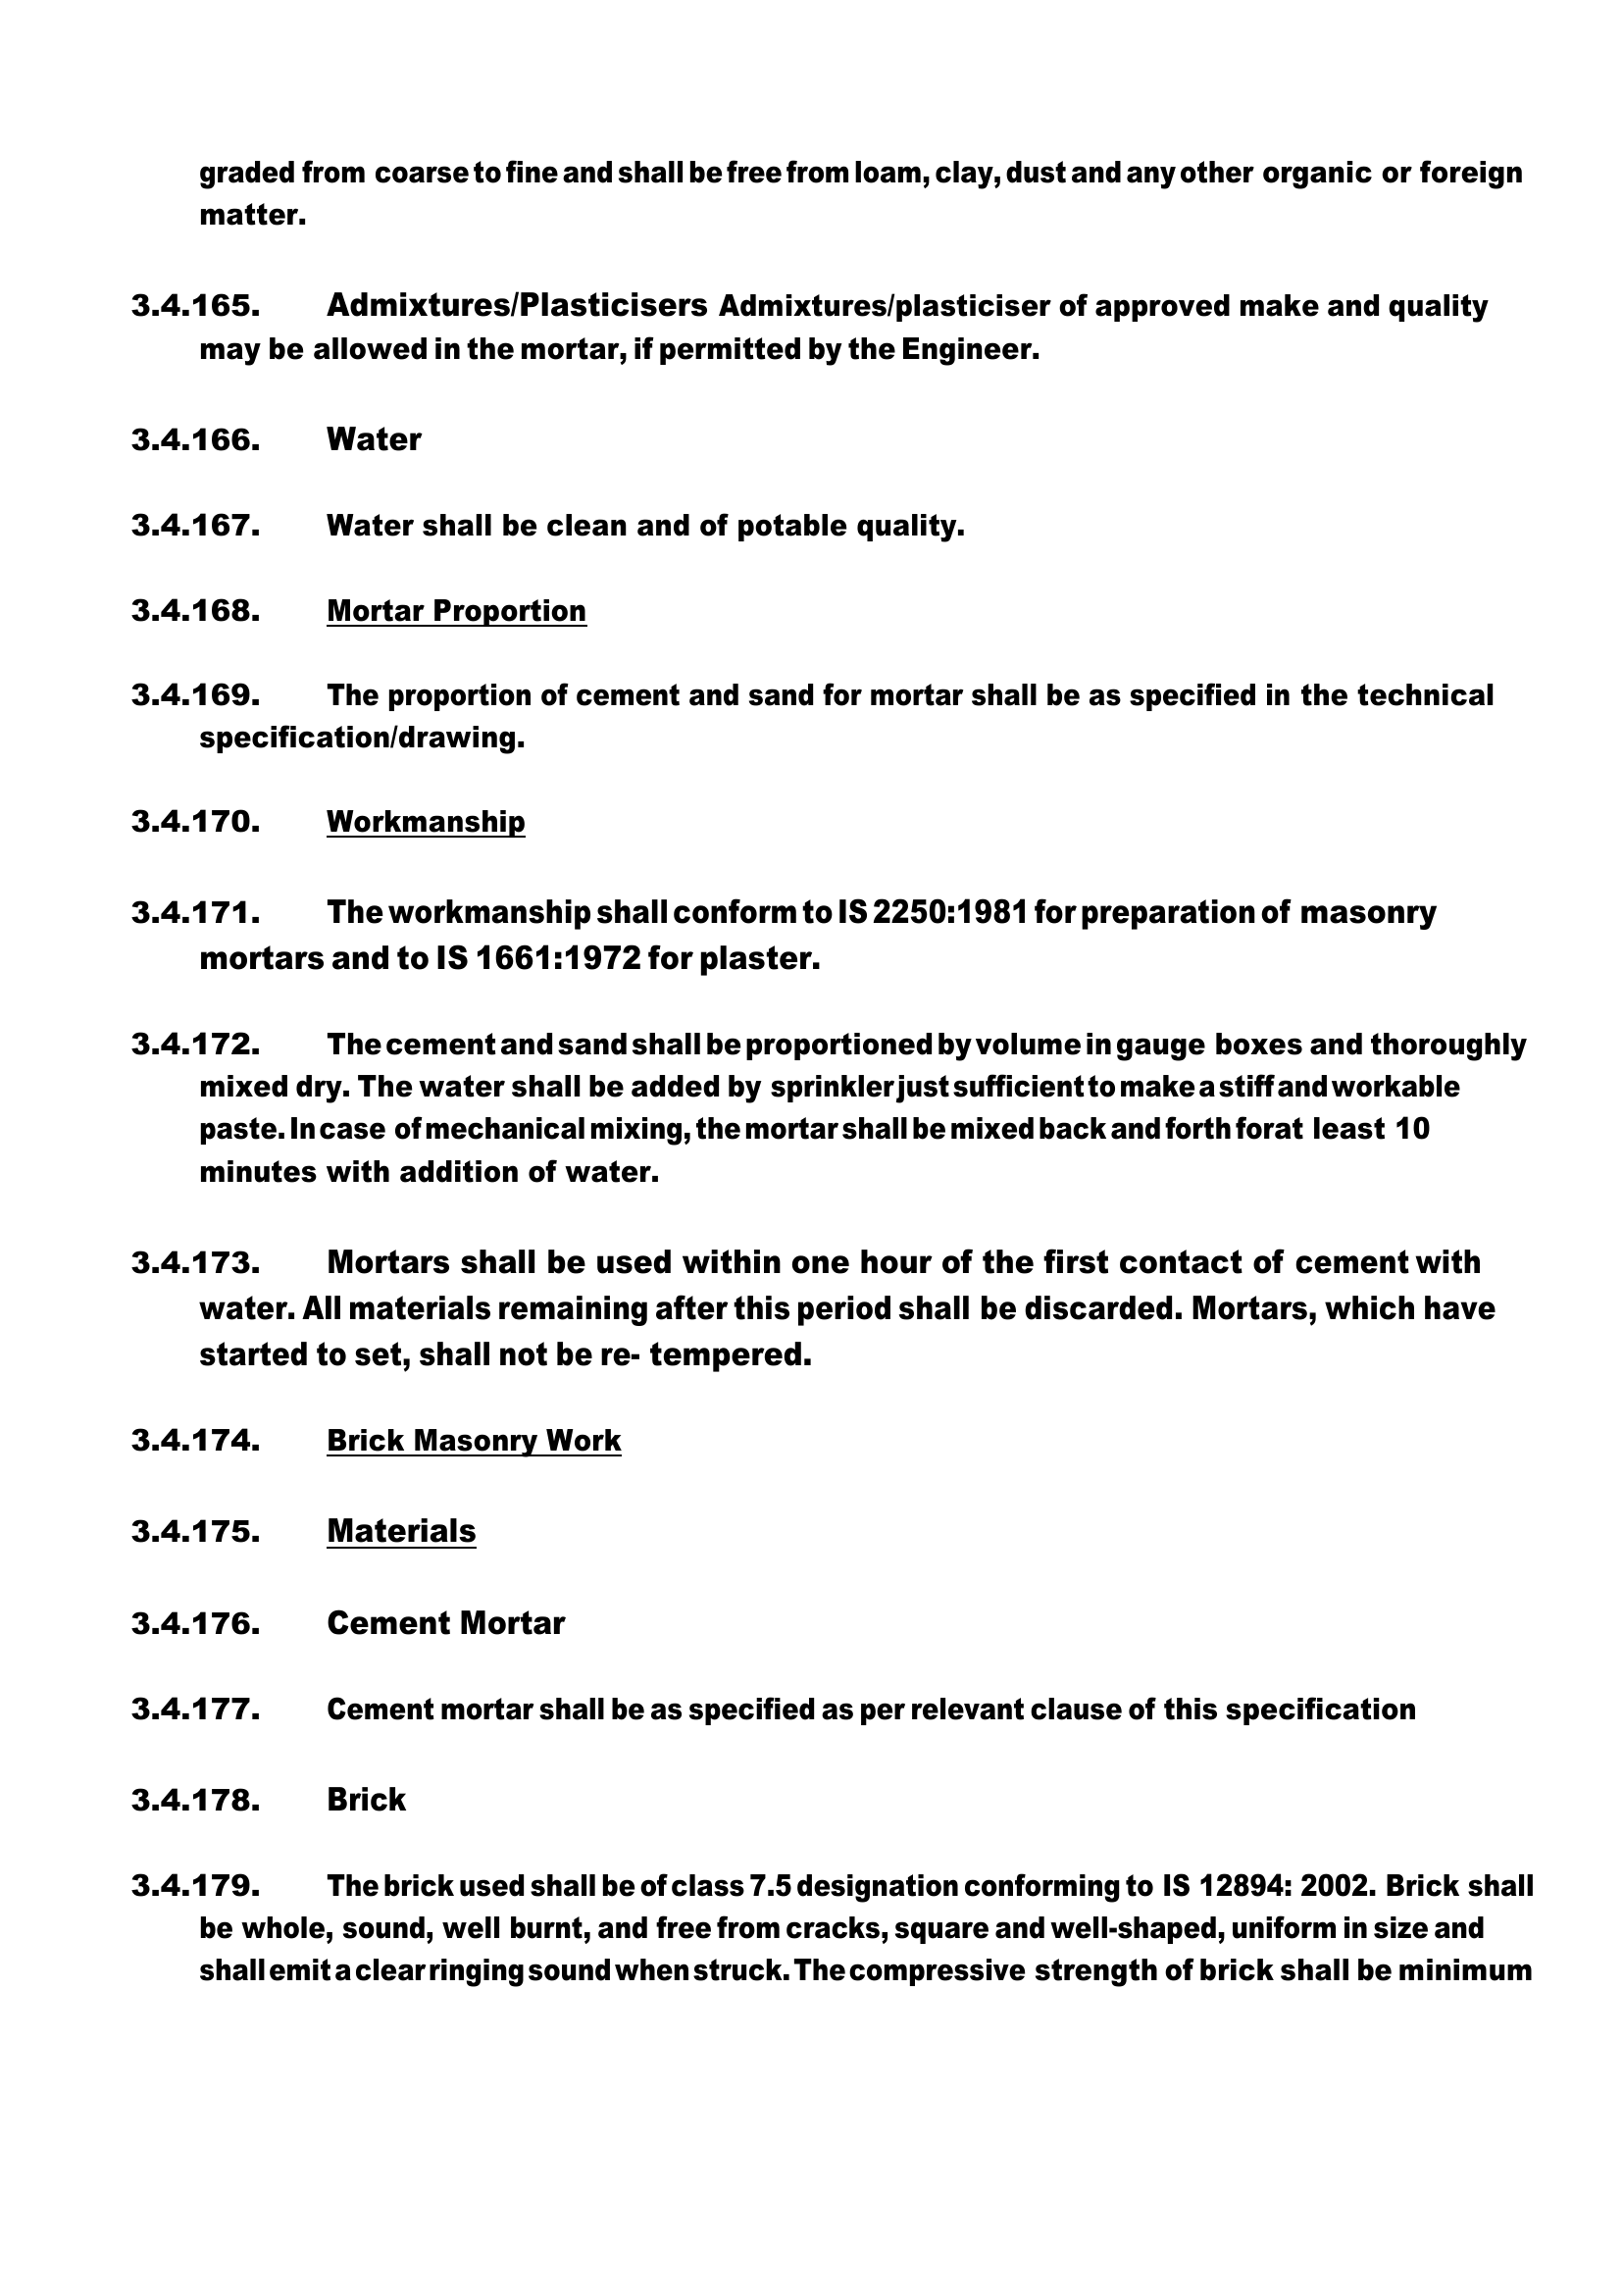 graded from coarse to fine and shall be free from loam, clay, dust and any other organic or foreign
matter.
3.4.165. Admixtures/Plasticisers Admixtures/plasticiser of approved make and quality
may be allowed in the mortar, if permitted by the Engineer.
3.4.166. Water
3.4.167. Water shall be clean and of potable quality.
3.4.168. Mortar Proportion
3.4.169. The proportion of cement and sand for mortar shall be as specified in the technical
specification/drawing.
3.4.170. Workmanship
3.4.171. The workmanship shall conform to IS 2250:1981 for preparation of masonry
mortars and to IS 1661:1972 for plaster.
3.4.172. The cement and sand shall be proportioned by volume in gauge boxes and thoroughly
mixed dry. The water shall be added by sprinkler just sufficient to make a stiff and workable
paste. In case of mechanical mixing, the mortar shall be mixed back and forth forat least 10
minutes with addition of water.
3.4.173. Mortars shall be used within one hour of the first contact of cement with
water. All materials remaining after this period shall be discarded. Mortars, which have
started to set, shall not be re- tempered.
3.4.174. Brick Masonry Work
3.4.175. Materials
3.4.176. Cement Mortar
3.4.177. Cement mortar shall be as specified as per relevant clause of this specification
3.4.178. Brick
3.4.179. The brick used shall be of class 7.5 designation conforming to IS 12894: 2002. Brick shall
be whole, sound, well burnt, and free from cracks, square and well-shaped, uniform in size and
shall emit a clear ringing sound when struck. The compressive strength of brick shall be minimum